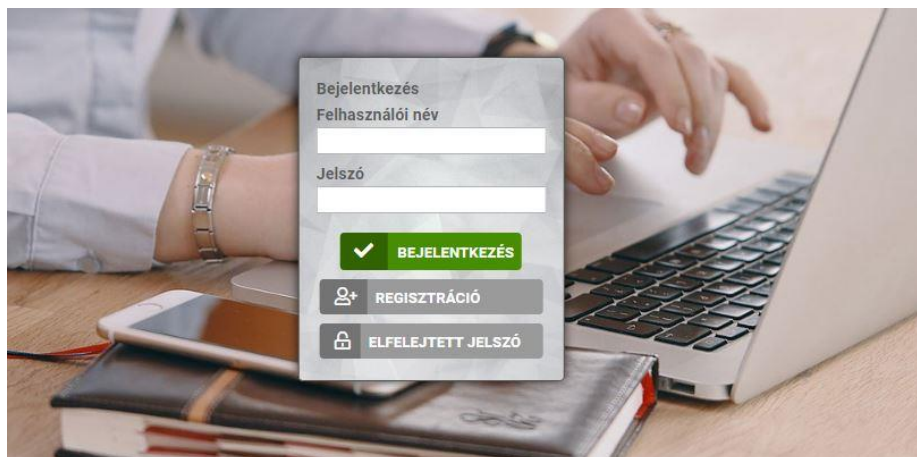 Bejelentkezés
Felhasználói név
Jelszó
BEJELENTKEZÉS
REGISZTRÁCIÓ
ELFELEJTETT JELSZÓ